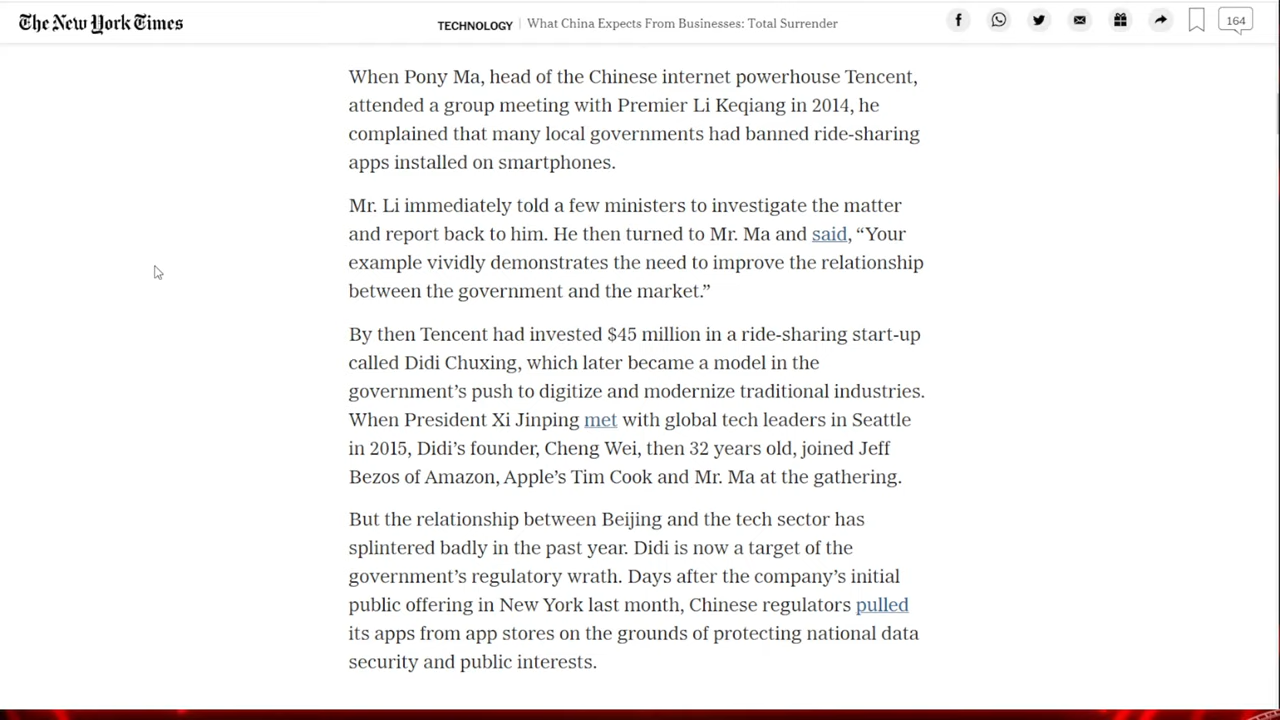 The New York Times
TECHNOLOGY | What China Expects From Businesses: Total Surrender
164
When Pony Ma, head of the Chinese internet powerhouse Tencent,
attended a group meeting with Premier Li Keqiang in 2014, he
complained that many local governments had banned ride-sharing
apps installed on smartphones.
Mr. Li immediately told a few ministers to investigate the matter
and report back to him. He then turned to Mr. Ma and said, “Your
example vividly demonstrates the need to improve the relationship
between the government and the market.”
By then Tencent had invested $45 million in a ride-sharing start-up
called Didi Chuxing, which later became a model in the
government’s push to digitize and modernize traditional industries.
When President Xi Jinping met with global tech leaders in Seattle
in 2015, Didi’s founder, Cheng Wei, then 32 years old, joined Jeff
Bezos of Amazon, Apple’s Tim Cook and Mr. Ma at the gathering.
But the relationship between Beijing and the tech sector has
splintered badly in the past year. Didi is now a target of the
government’s regulatory wrath. Days after the company’s initial
public offering in New York last month, Chinese regulators pulled
its apps from app stores on the grounds of protecting national data
security and public interests.